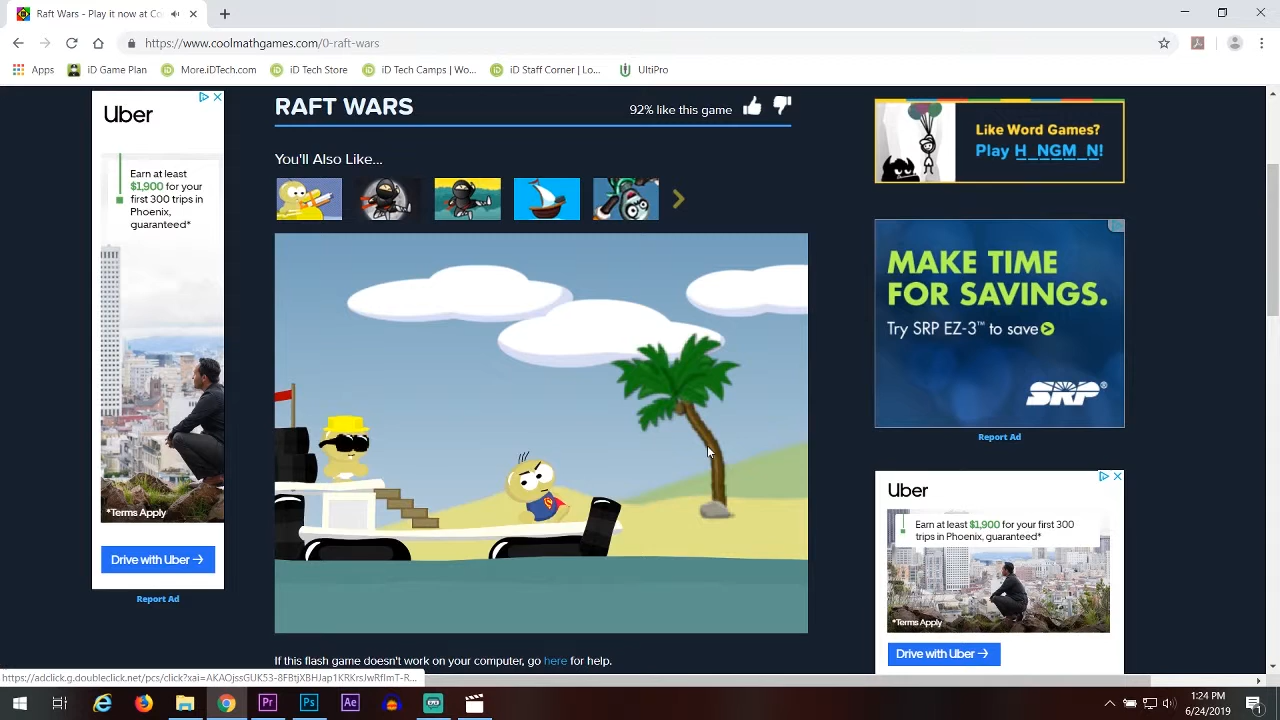 Raft Wars - Play it now at Co
https://www.coolmathgames.com/0-raft-wars
Apps
iD Game Plan
More.iDTech.com
iD Tech Store
iD Tech Camps | Wo...
iD Staff Corner | Lo...
UltiPro
Uber
Earn at least
$1,900 for your
first 300 trips in
Phoenix,
guaranteed*
*Terms Apply
Drive with Uber →
Report Ad
RAFT WARS
92% like this game
You'll Also Like...
If this flash game doesn't work on your computer, go here for help.
Like Word Games?
Play H_NGM_N!
MAKE TIME
FOR SAVINGS.
Try SRP EZ-3™ to save
SRP®
Report Ad
Uber
Earn at least $1,900 for your first 300
trips in Phoenix, guaranteed*
*Terms Apply
Drive with Uber →
Pr
Ps
Ae
1:24 PM
6/24/2019